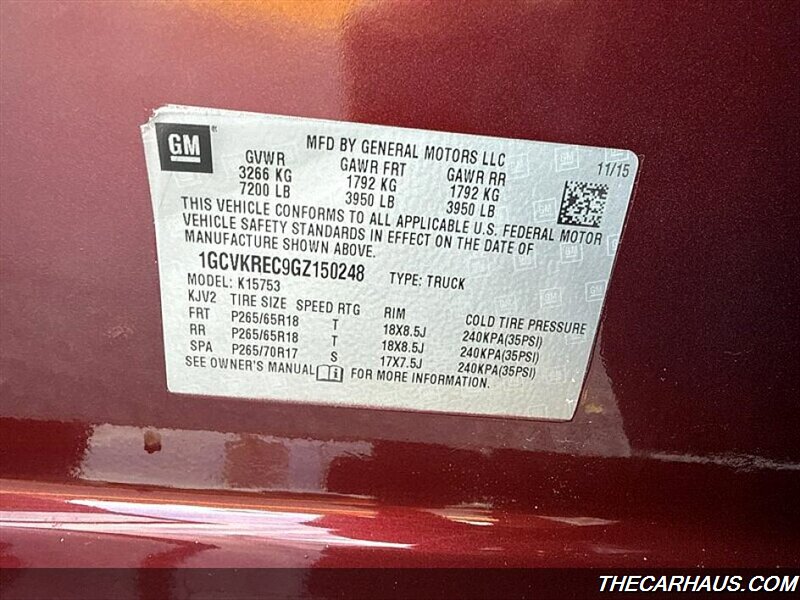 GM
MFD BY GENERAL MOTORS LLC
11/15
GVWR GAWR FRT GAWR RR
3266 KG 1792 KG 1792 KG
7200 LB 3950 LB 3950 LB
THIS VEHICLE CONFORMS TO ALL APPLICABLE U.S. FEDERAL MOTOR
VEHICLE SAFETY STANDARDS IN EFFECT ON THE DATE OF
MANUFACTURE SHOWN ABOVE.
1GCVKREC9GZ150248 TYPE: TRUCK
MODEL: K15753
KJV2 TIRE SIZE SPEED RTG RIM COLD TIRE PRESSURE
FRT P265/65R18 T 18X8.5J 240KPA(35PSI)
RR P265/65R18 T 18X8.5J 240KPA(35PSI)
SPA P265/70R17 S 17X7.5J 240KPA(35PSI)
SEE OWNER'S MANUAL FOR MORE INFORMATION.
THECARHAUS.COM